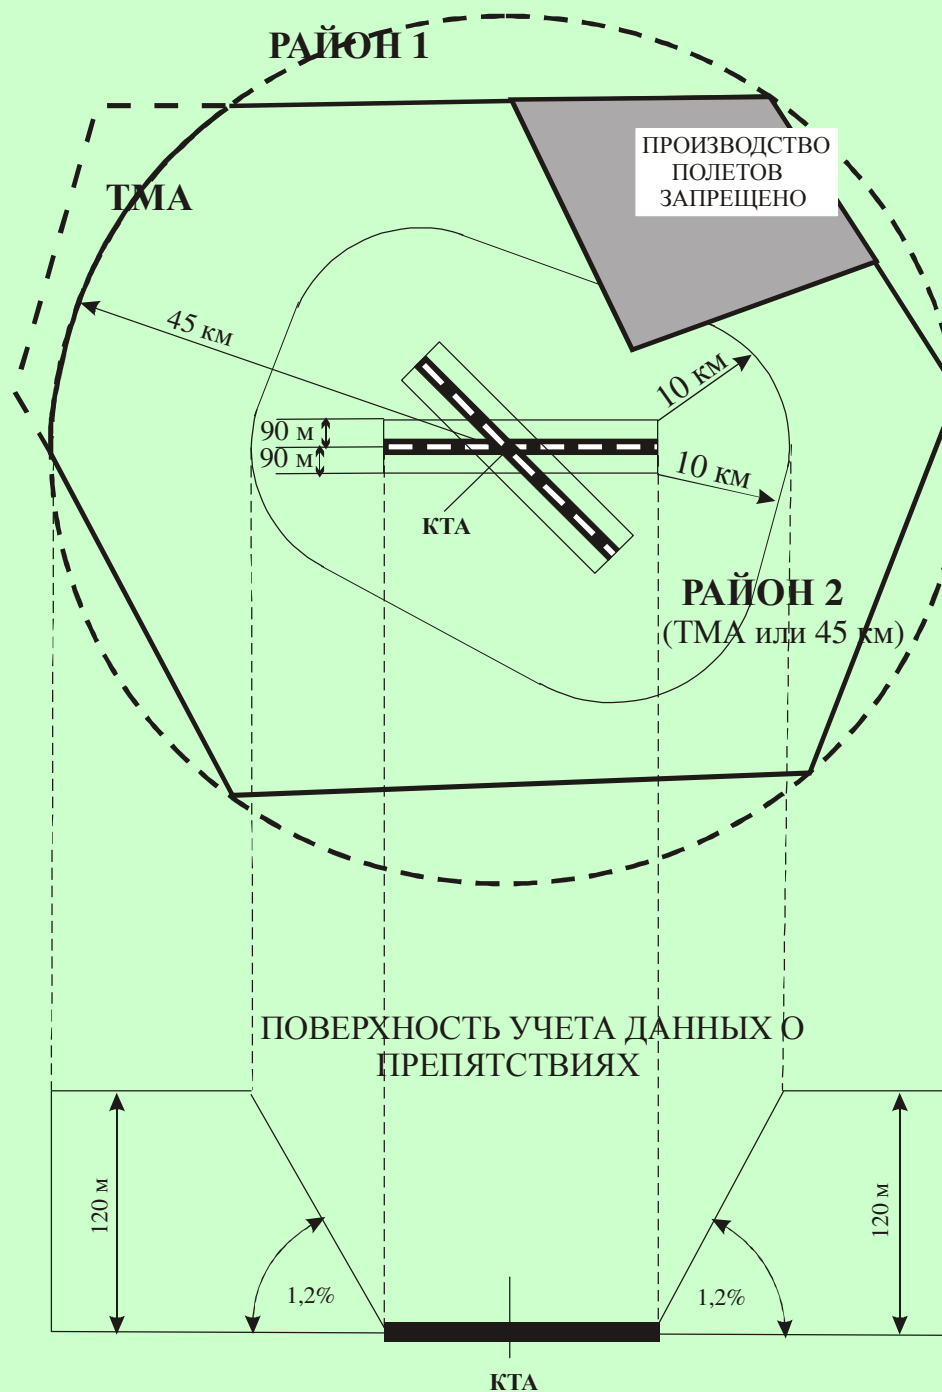 РАЙОН 1
ПРОИЗВОДСТВО
ПОЛЕТОВ
ЗАПРЕЩЕНО
ТМА
45 км
10 км
90 м
90 м
10 км
КТА
РАЙОН 2
(ТМА или 45 км)
ПОВЕРХНОСТЬ УЧЕТА ДАННЫХ О
ПРЕПЯТСТВИЯХ
120 м
120 м
1,2%
1,2%
КТА